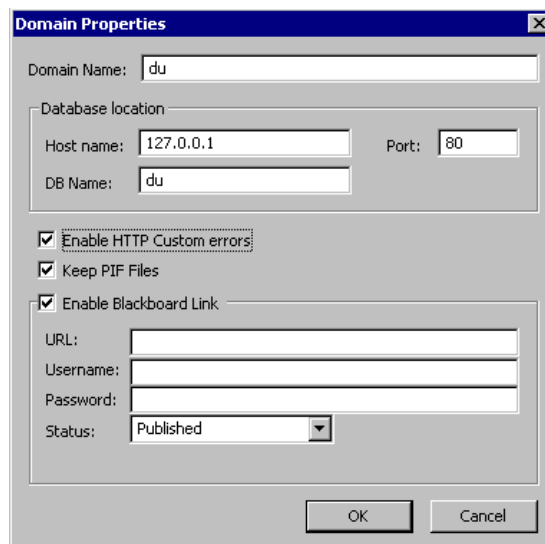 Domain Properties
Domain Name: du
Database location
Host name: 127.0.0.1 Port: 80
DB Name: du
Enable HTTP Custom errors
Keep PIF Files
Enable Blackboard Link
URL:
Username:
Password:
Status: Published
OK Cancel